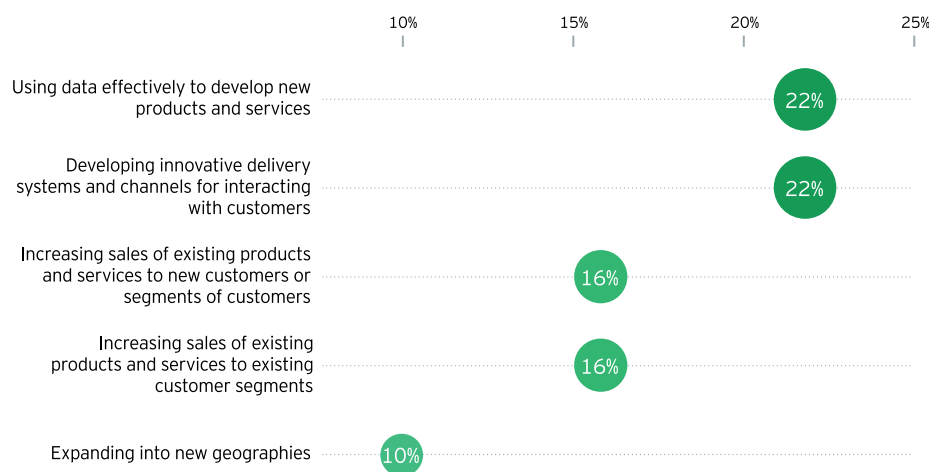 10% 15% 20% 25%
Using data effectively to develop new
products and services
22%
Developing innovative delivery
systems and channels for interacting
with customers
22%
Increasing sales of existing products
and services to new customers or
segments of customers
16%
Increasing sales of existing
products and services to existing
customer segments
16%
Expanding into new geographies
10%